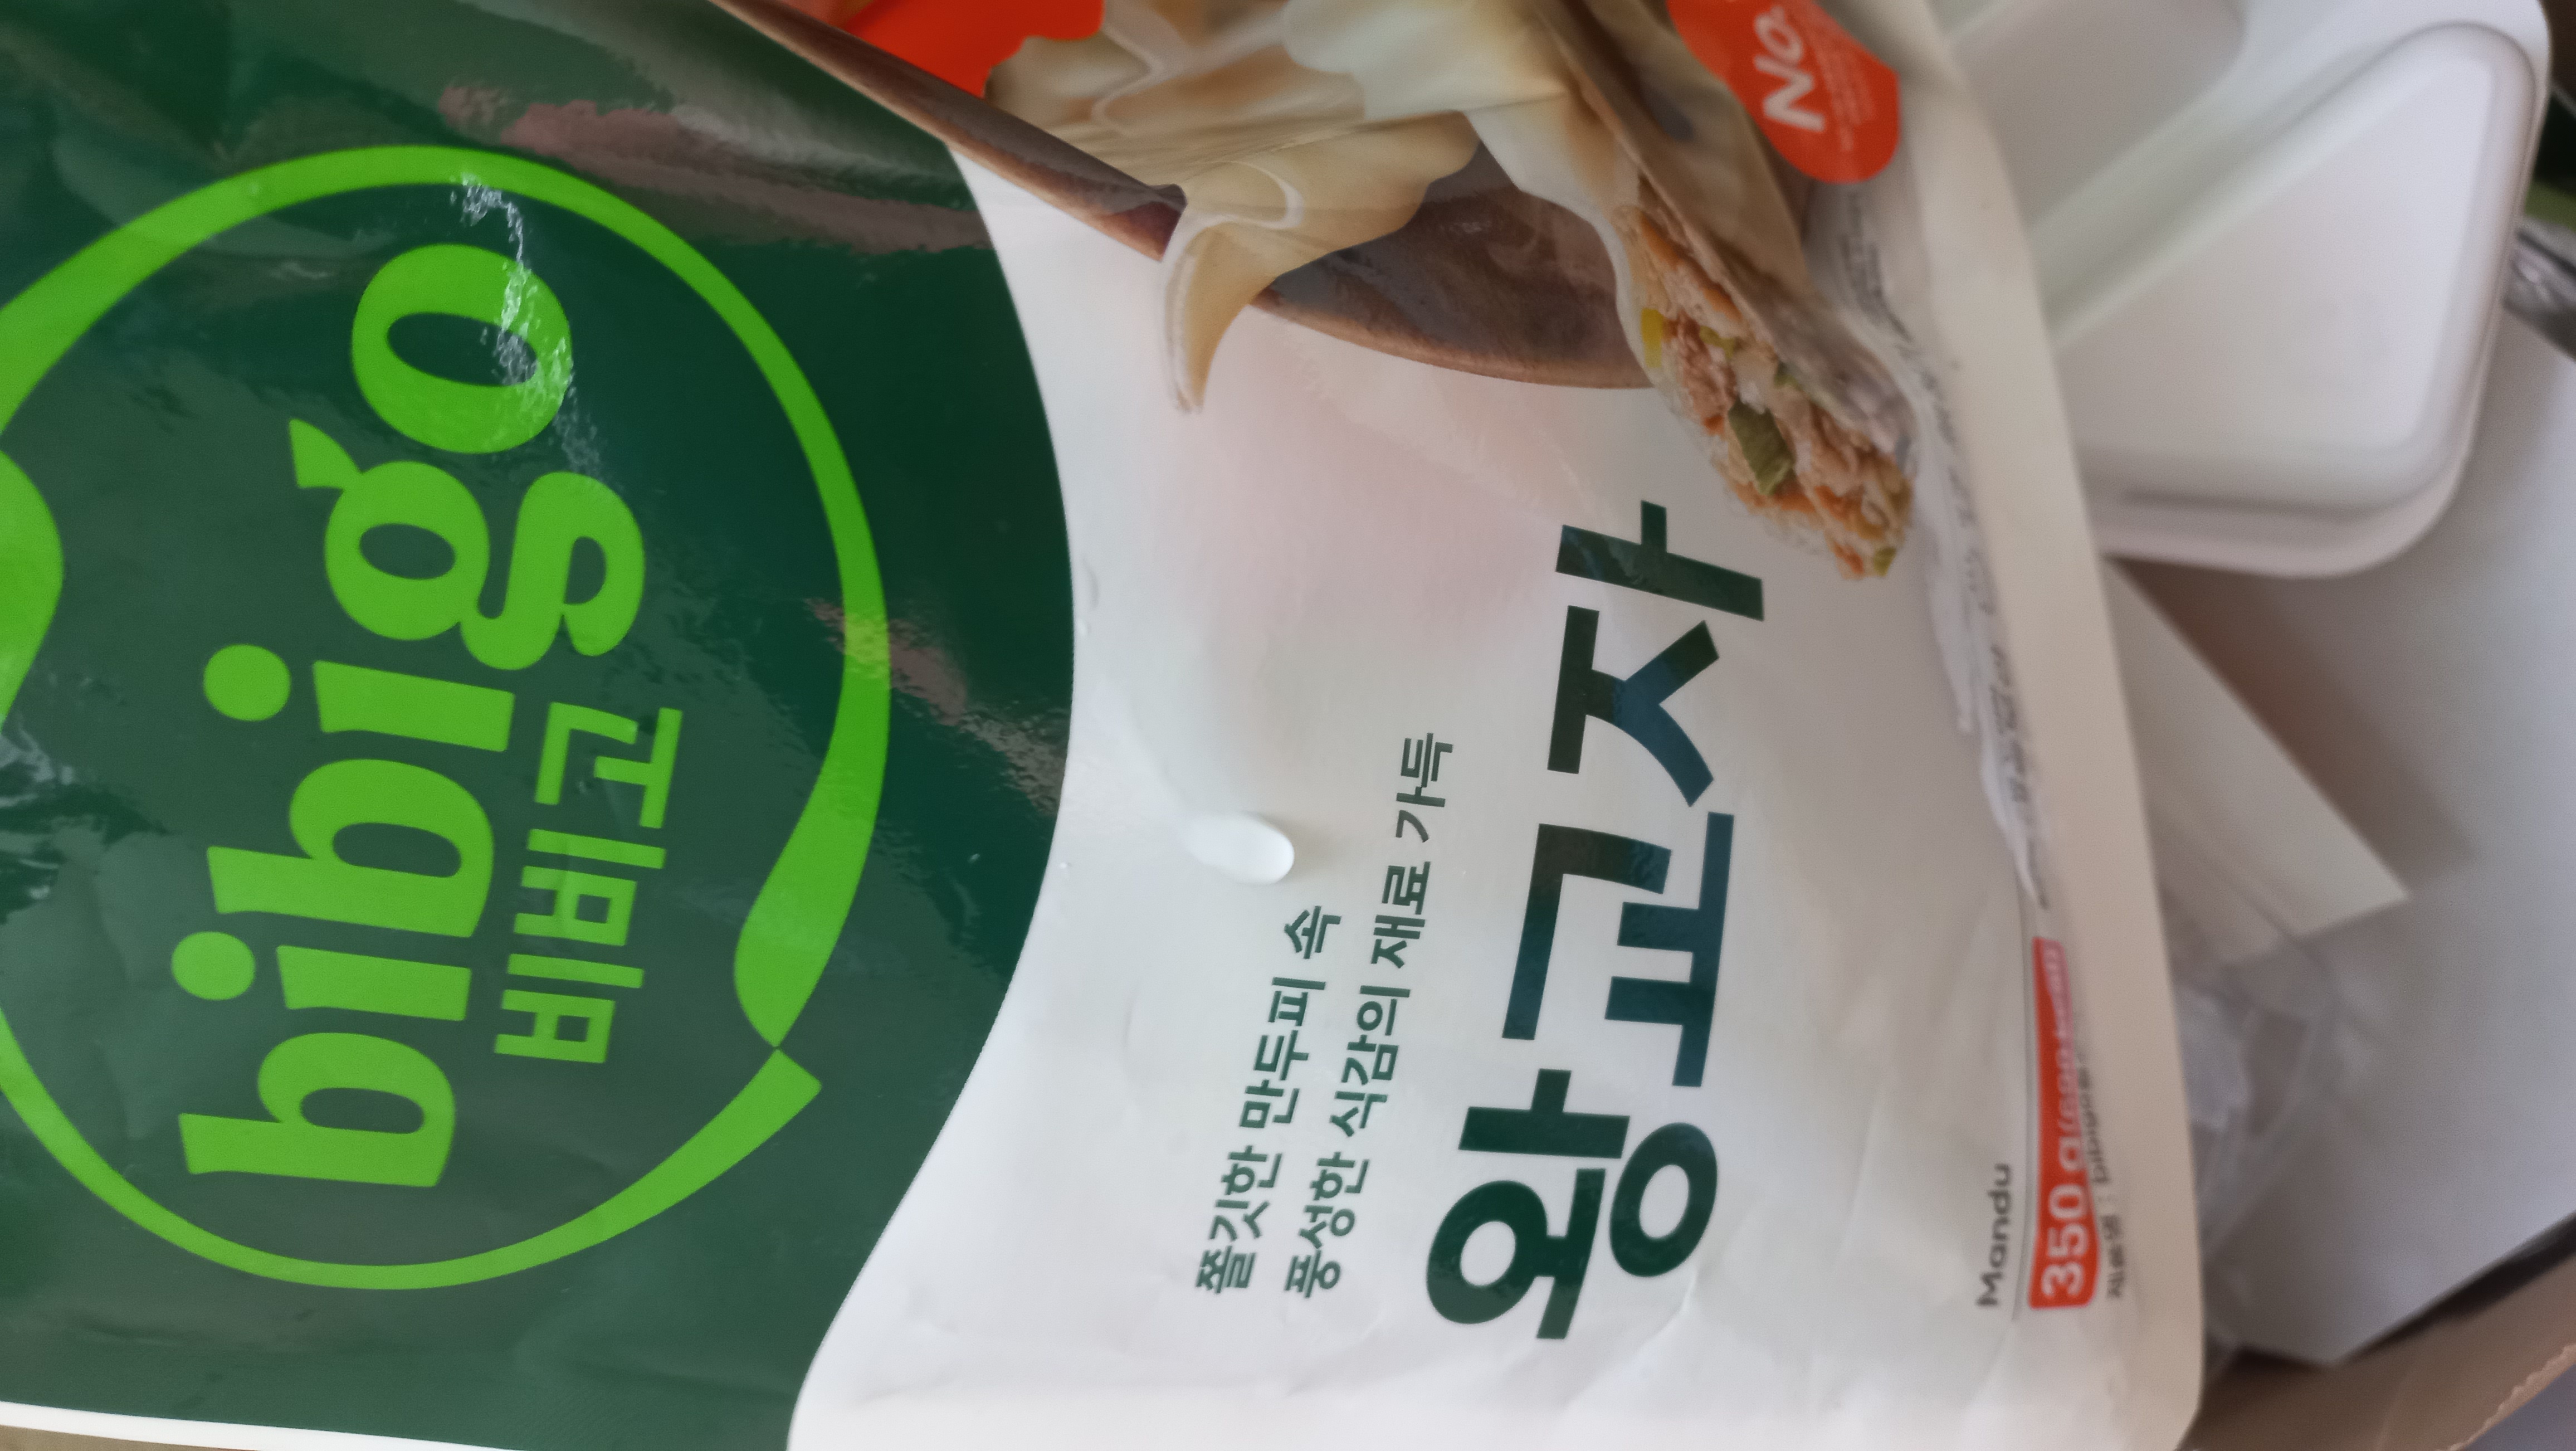 bibigo
비비고
No.
쫄깃한 만두피 속
풍성한 식감의 재료 가득
왕교자
Mandu
350 g